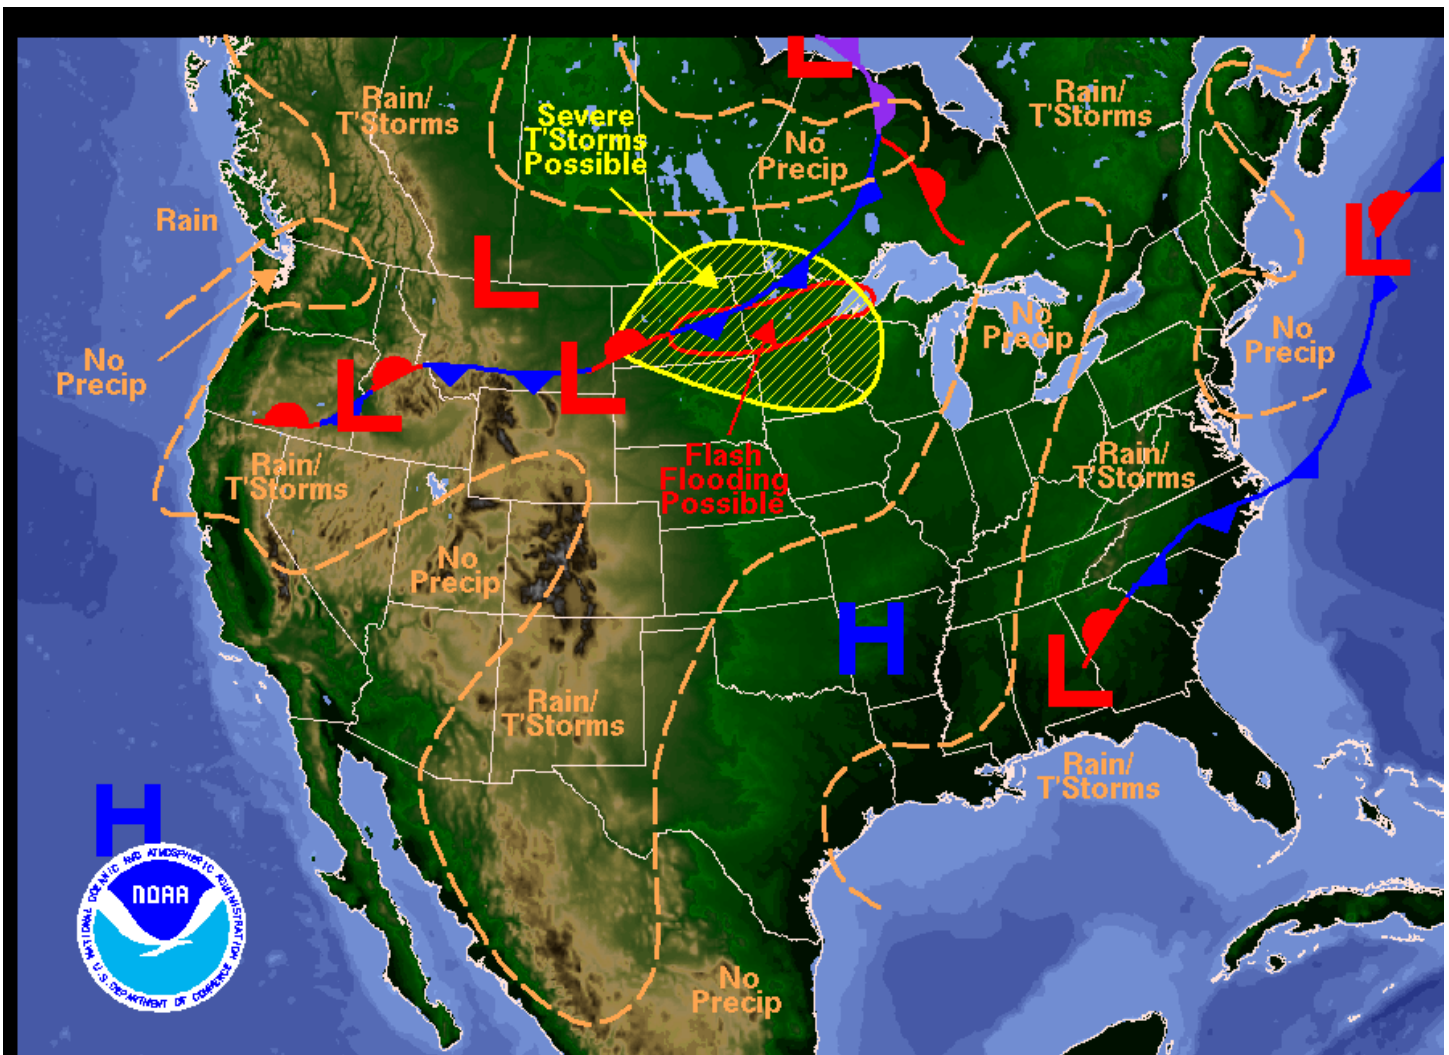 L
Rain/
T'Storms
Severe
T'Storms
Possible
Rain/
T'Storms
No
Precip
Rain
L
L
No
Precip
No
Precip
No
Precip
L
L
Rain/
T'Storms
Flash
Flooding
Possible
Rain/
T'Storms
No
Precip
H
L
Rain/
T'Storms
Rain/
T'Storms
H
NATIONAL OCEANIC AND ATMOSPHERIC ADMINISTRATION
NOAA
U.S. DEPARTMENT OF COMMERCE
No
Precip